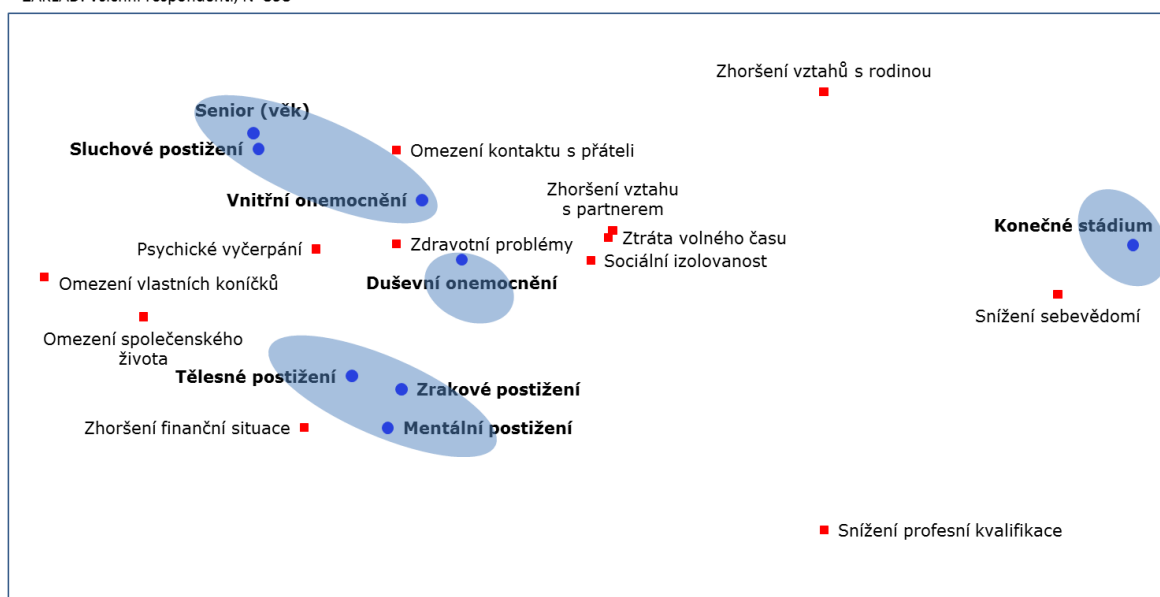 Zhoršení vztahů s rodinou
Senior (věk)
Sluchové postižení
Omezení kontaktu s přáteli
Zhoršení vztahu
s partnerem
Vnitřní onemocnění
Konečné stádium
Ztráta volného času
Psychické vyčerpání
Zdravotní problémy
Sociální izolovanost
Omezení vlastních koníčků
Duševní onemocnění
Snížení sebevědomí
Omezení společenského
života
Tělesné postižení
Zrakové postižení
Zhoršení finanční situace
Mentální postižení
Snížení profesní kvalifikace